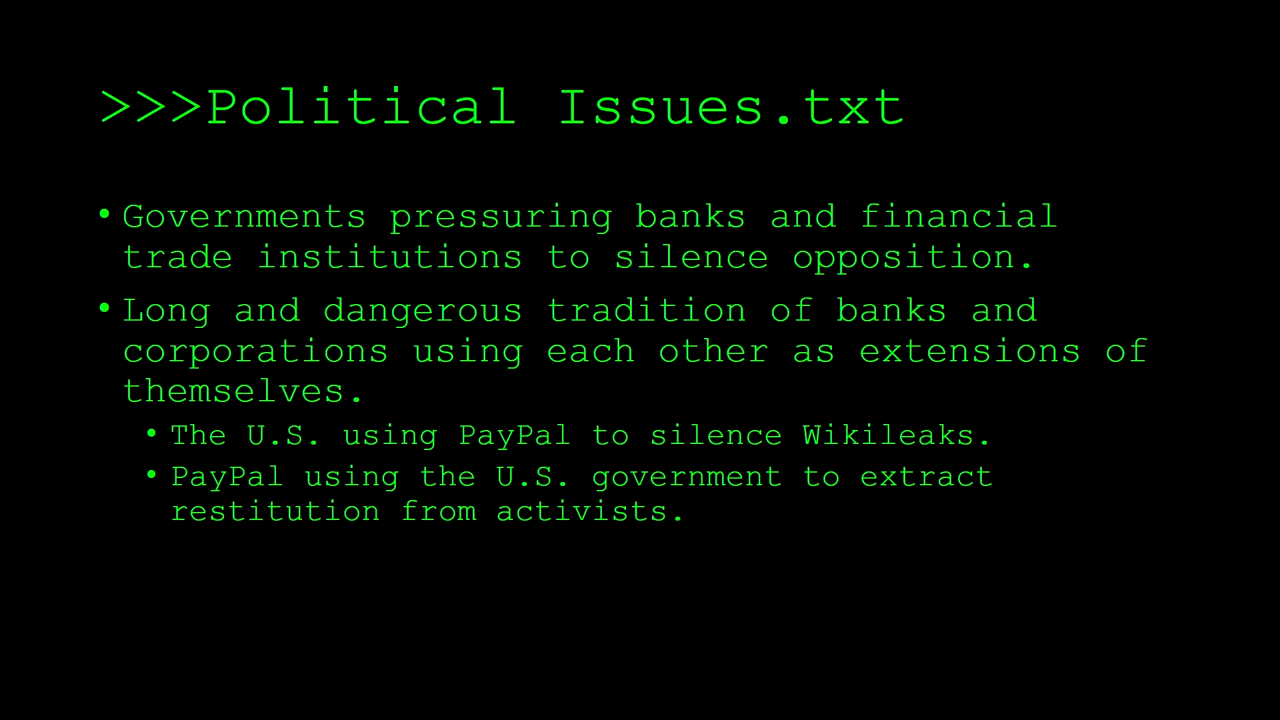 >>>Political Issues.txt
• Governments pressuring banks and financial
trade institutions to silence opposition.
• Long and dangerous tradition of banks and
corporations using each other as extensions of
themselves.
• The U.S. using PayPal to silence Wikileaks.
• PayPal using the U.S. government to extract
restitution from activists.